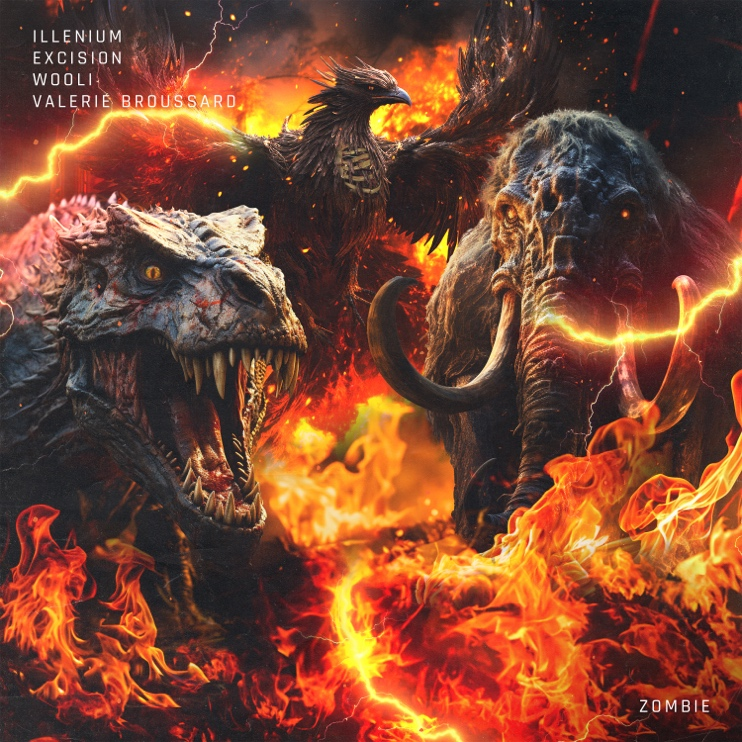 ILLENIUM
EXCISION
WOOLI
VALERIE BROUSSARD
ZOMBIE